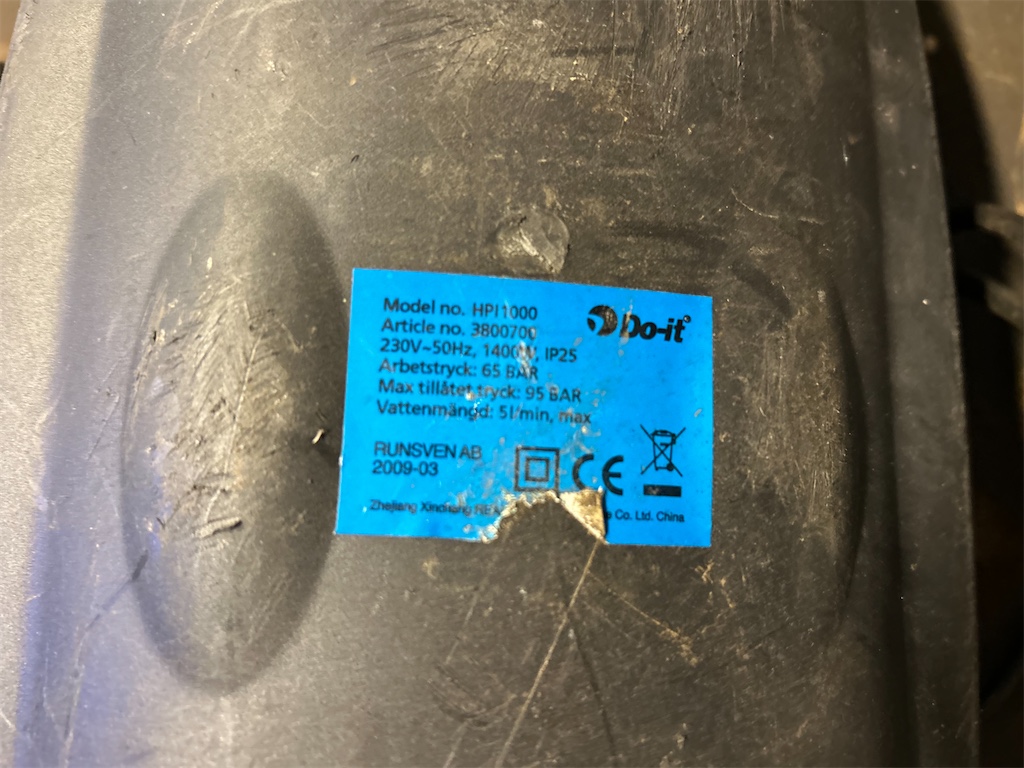 Model no. HPI1000
Do-it
Article no. 3800700
230V~50Hz, 1400W, IP25
Arbetstryck: 65 BAR
Max tillåtet tryck: 95 BAR
Vattenmängd: 5l/min, max
RUNSVEN AB
2009-03
CE
Zhejiang Xinchang Co. Ltd. China